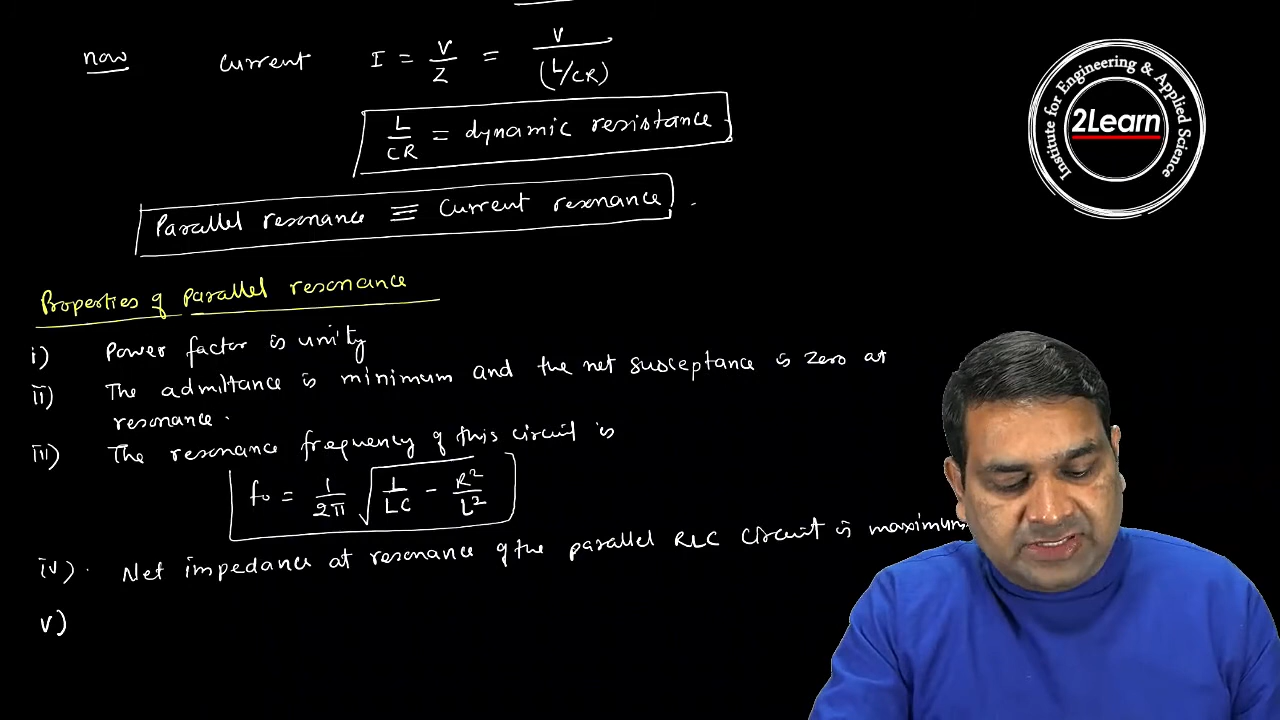 now current I = V/Z = V/(L/CR)
L/CR = dynamic resistance
Parallel resonance ≡ Current resonance.
Properties of parallel resonance
i) Power factor is unity
ii) The admittance is minimum and the net susceptance is zero at
resonance.
iii) The resonance frequency of this circuit is
f0 = 1/2π √(1/LC - R²/L²)
iv). Net impedance at resonance of the parallel RLC circuit is maximum.
v)
Institute for Engineering & Applied Science
2Learn